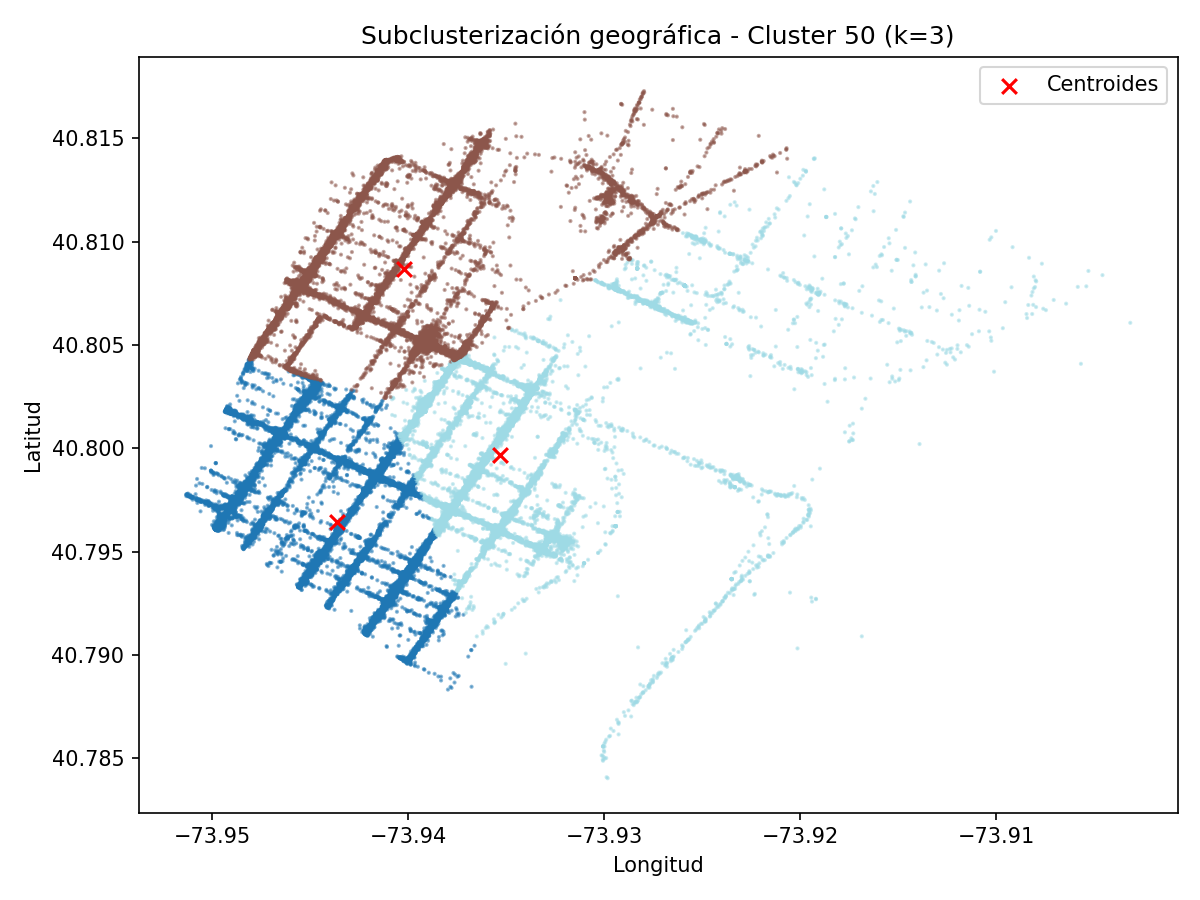 Subclusterización geográfica - Cluster 50 (k=3)
Centroides
40.815
40.810
40.805
40.800
40.795
40.790
40.785
Latitud
−73.95 −73.94 −73.93 −73.92 −73.91
Longitud